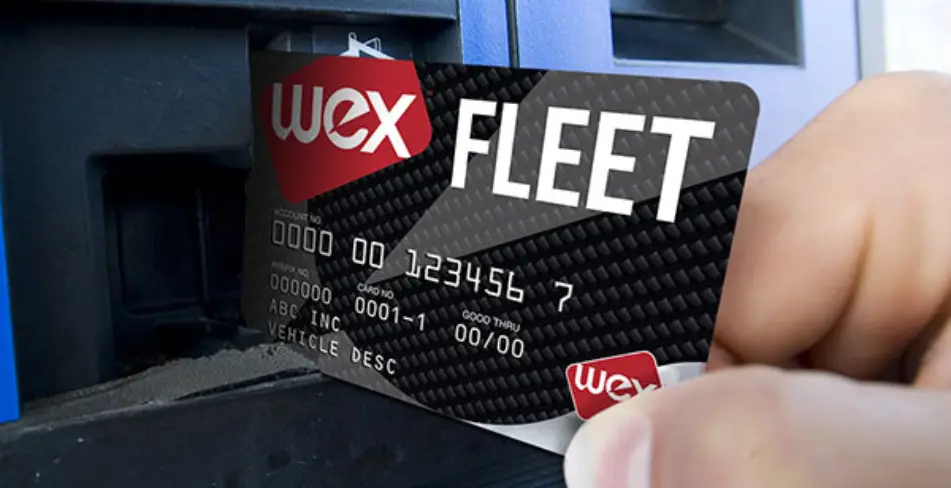 wex FLEET
ACCOUNT NO.
0000 00 123456 7
PREFIX NO. CARD NO. GOOD THRU
000000 0001-1 00/00
ABC INC
VEHICLE DESC
wex